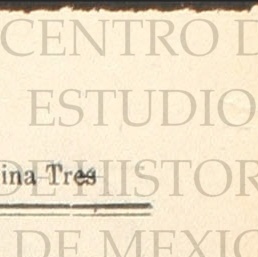 CENTRO D
ESTUDIO
ina Tres
DE HISTOR
DE MEXIC